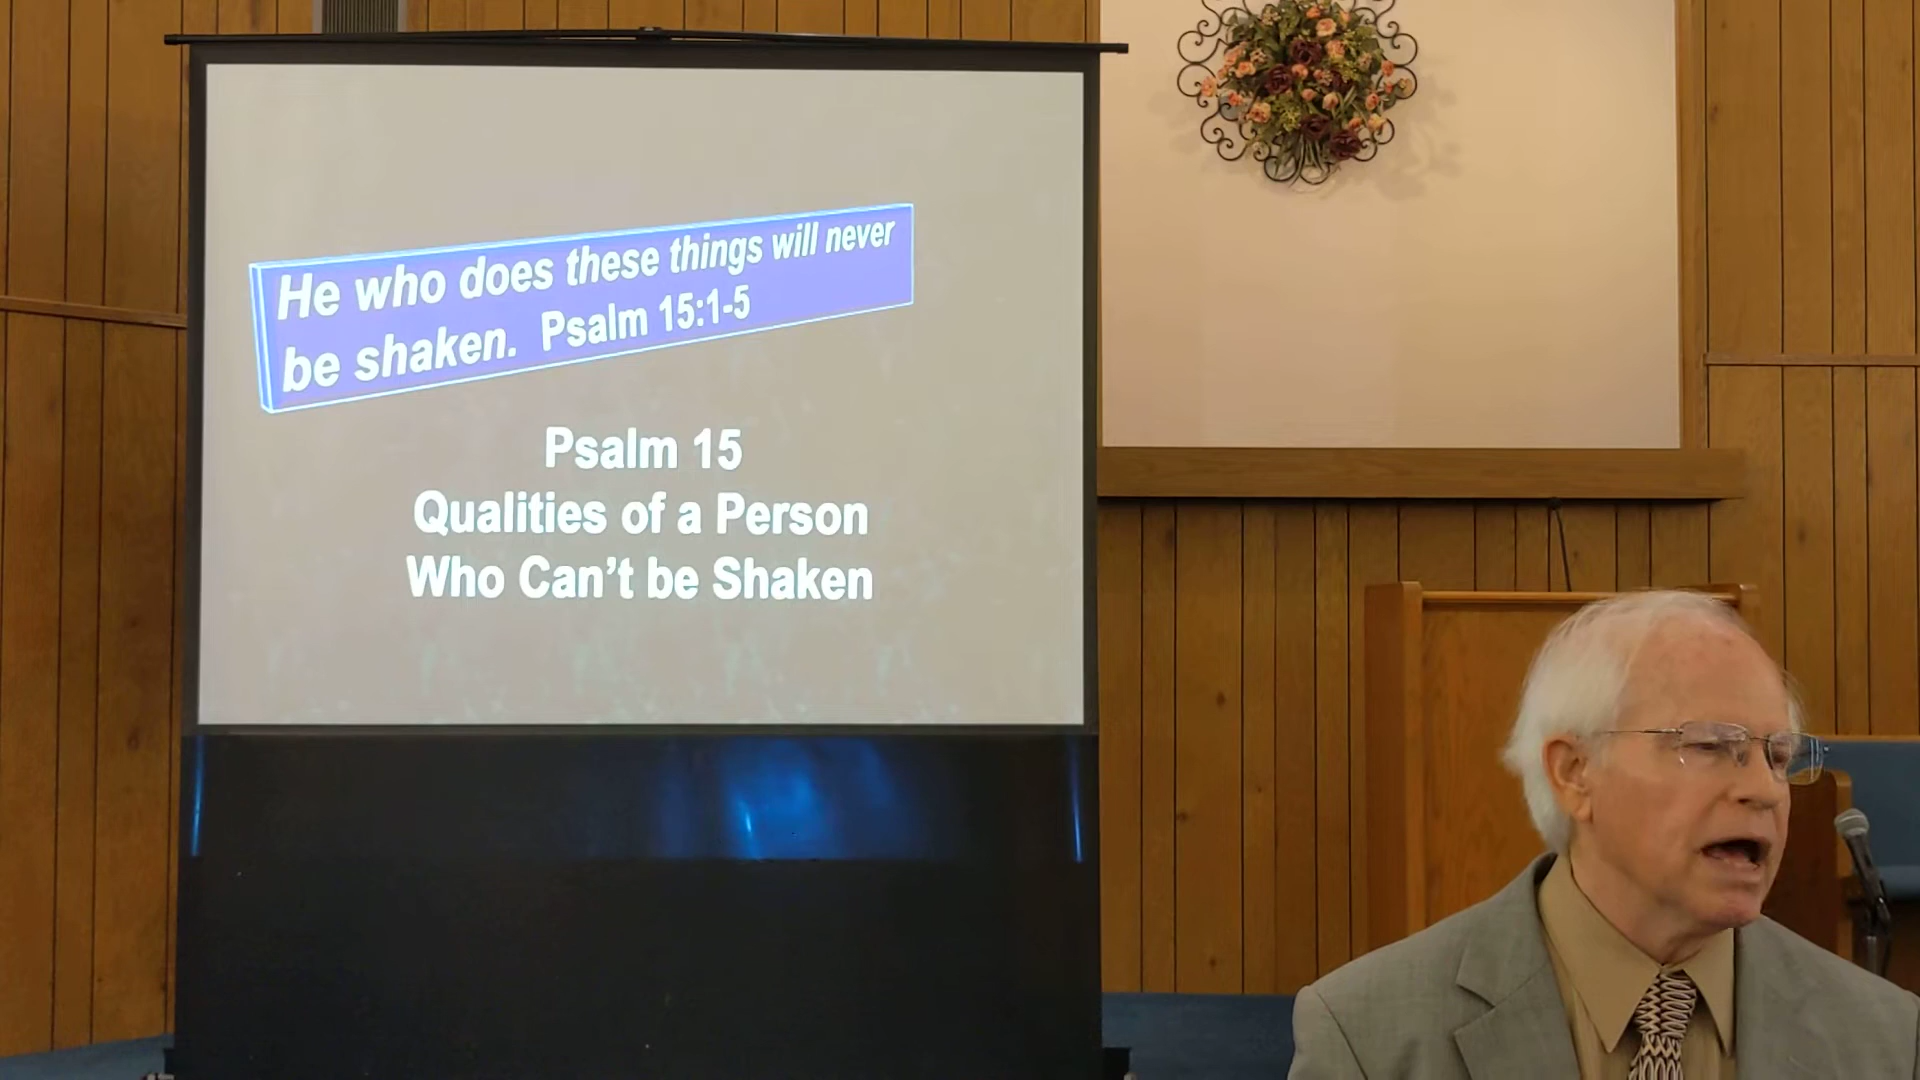 He who does these things will never
be shaken. Psalm 15:1-5
Psalm 15
Qualities of a Person
Who Can't be Shaken